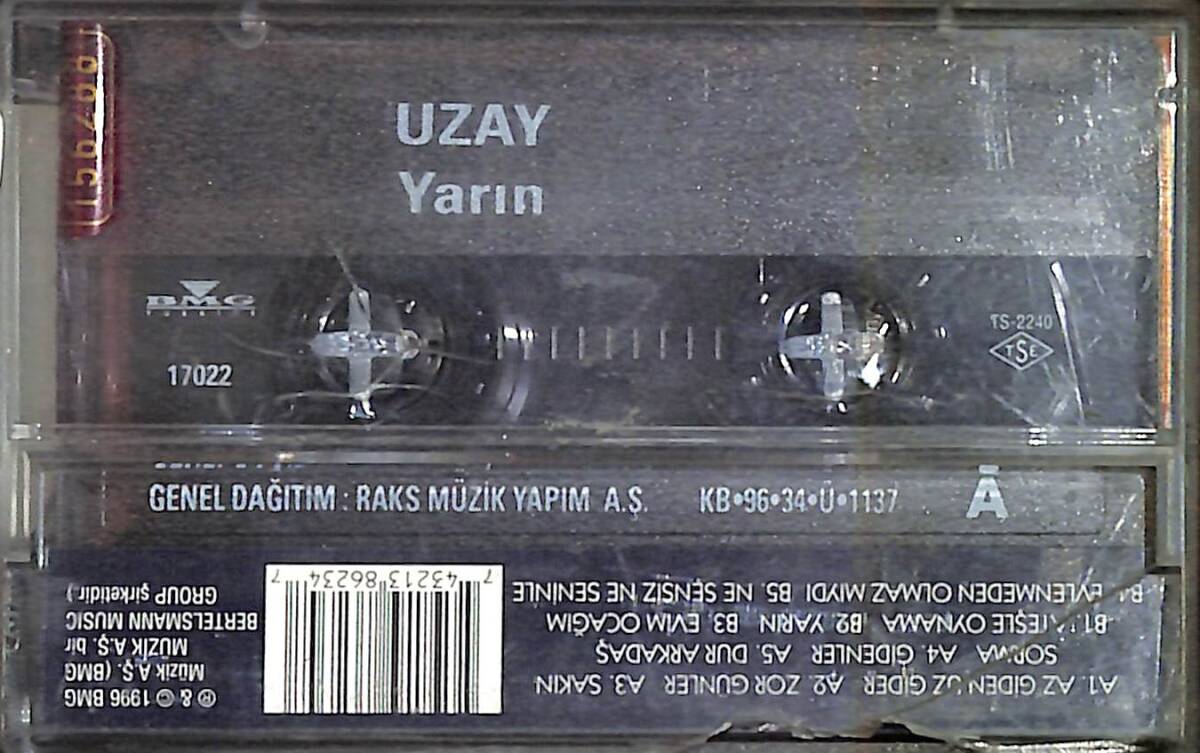 UZAY
Yarın
BMG
TÜRKİYE
17022
TS-2240
TSE
GENEL DAĞITIM : RAKS MÜZİK YAPIM A.Ş. KB•96•34•Ü•1137 A
A1. AZ GİDEN UZ GİDER A2. ZOR GÜNLER A3. SAKIN
SORMA A4. GİDENLER A5. DUR ARKADAŞ
B1. ATEŞLE OYNAMA B2. YARIN B3. EVİM OCAĞIM
B4. EVLENMEDEN OLMAZ MIYDI B5. NE SENSİZ NE SENİNLE
7 43213 86234 7
℗ & © 1996 BMG
Müzik A.Ş. (BMG
MÜZİK A.Ş. bir
BERTELSMANN MUSIC
GROUP şirketidir.)